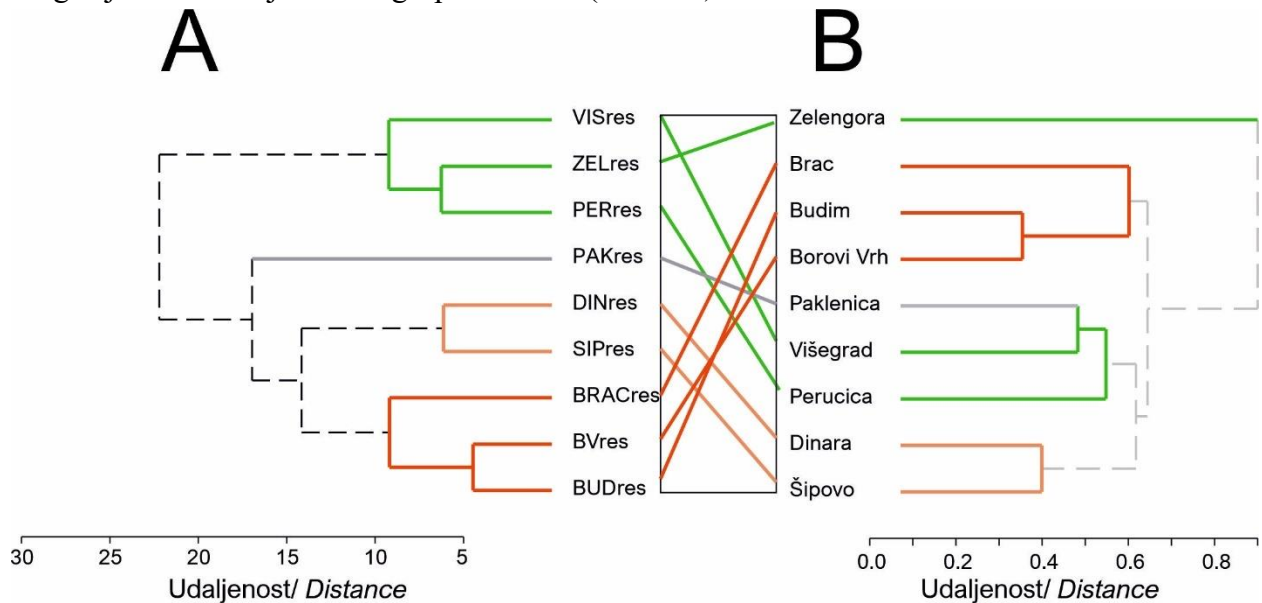 A
B
VISres
ZELres
PERres
PAKres
DINres
SIPres
BRACres
BVres
BUDres
Zelengora
Brac
Budim
Borovi Vrh
Paklenica
Višegrad
Perucica
Dinara
Šipovo
30 25 20 15 10 5
Udaljenost/ Distance
0.0 0.2 0.4 0.6 0.8
Udaljenost/ Distance